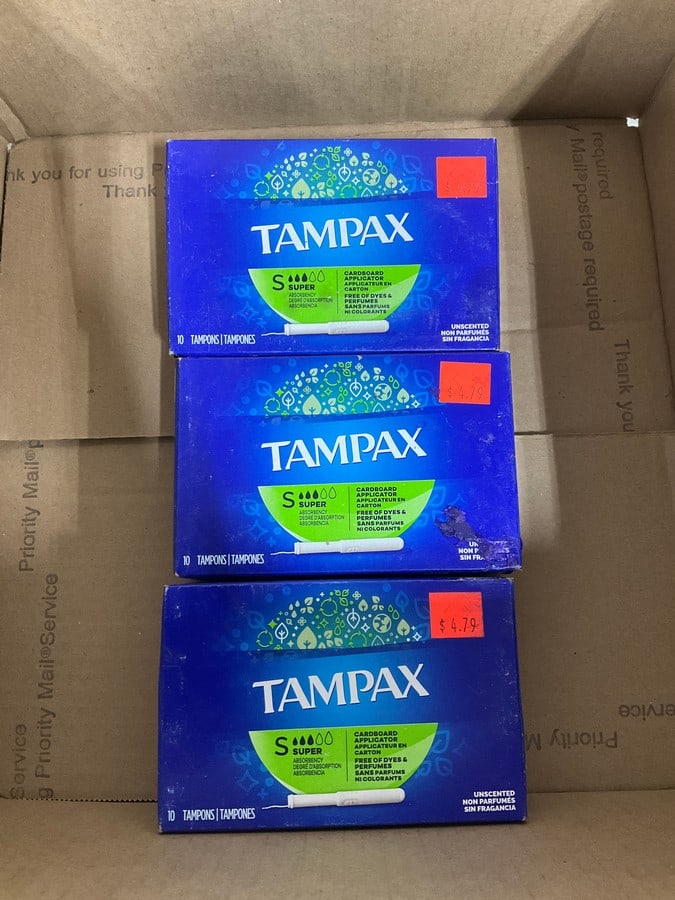 nk you for using P
Thank
required
y Mail®postage required
Thank you
TAMPAX
S SUPER
ABSORBENCY
DEGRÉ D'ABSORPTION
ABSORBENCIA
CARDBOARD
APPLICATOR
APPLICATEUR EN
CARTON
FREE OF DYES &
PERFUMES
SANS PARFUMS
NI COLORANTS
10 TAMPONS | TAMPONES
UNSCENTED
NON PARFUMÉS
SIN FRAGANCIA
$4.79
TAMPAX
S SUPER
ABSORBENCY
DEGRÉ D'ABSORPTION
ABSORBENCIA
CARDBOARD
APPLICATOR
APPLICATEUR EN
CARTON
FREE OF DYES &
PERFUMES
SANS PARFUMS
NI COLORANTS
10 TAMPONS | TAMPONES
NON P
SIN FRA
$4.79
TAMPAX
S SUPER
ABSORBENCY
DEGRÉ D'ABSORPTION
ABSORBENCIA
CARDBOARD
APPLICATOR
APPLICATEUR EN
CARTON
FREE OF DYES &
PERFUMES
SANS PARFUMS
NI COLORANTS
10 TAMPONS | TAMPONES
UNSCENTED
NON PARFUMÉS
SIN FRAGANCIA
Priority Mail®p
g Priority Mail®Service
Service
ervice
Priority M